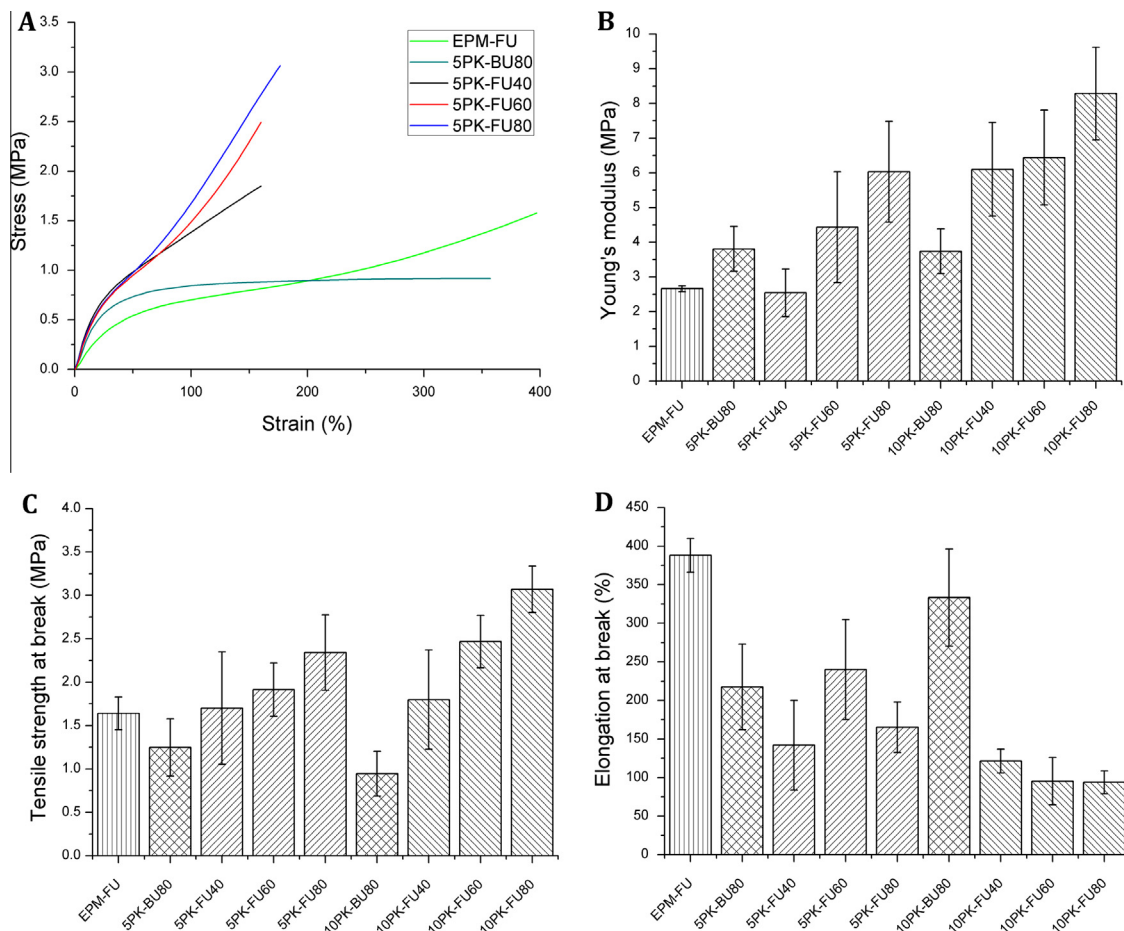 A
3.5
3.0
2.5
2.0
1.5
1.0
0.5
0.0
Stress (MPa)
0
100
200
300
400
Strain (%)
EPM-FU
5PK-BU80
5PK-FU40
5PK-FU60
5PK-FU80
B
10
9
8
7
6
5
4
3
2
1
0
Young's modulus (MPa)
EPM-FU
5PK-BU80
5PK-FU40
5PK-FU60
5PK-FU80
10PK-BU80
10PK-FU40
10PK-FU60
10PK-FU80
C
4.0
3.5
3.0
2.5
2.0
1.5
1.0
0.5
0.0
Tensile strength at break (MPa)
EPM-FU
5PK-BU80
5PK-FU40
5PK-FU60
5PK-FU80
10PK-BU80
10PK-FU40
10PK-FU60
10PK-FU80
D
450
400
350
300
250
200
150
100
50
0
Elongation at break (%)
EPM-FU
5PK-BU80
5PK-FU40
5PK-FU60
5PK-FU80
10PK-BU80
10PK-FU40
10PK-FU60
10PK-FU80